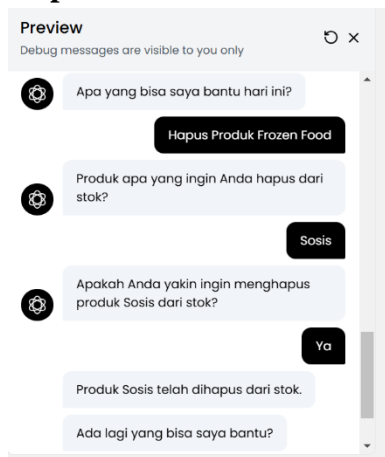 Preview
Debug messages are visible to you only
Apa yang bisa saya bantu hari ini?
Hapus Produk Frozen Food
Produk apa yang ingin Anda hapus dari
stok?
Sosis
Apakah Anda yakin ingin menghapus
produk Sosis dari stok?
Ya
Produk Sosis telah dihapus dari stok.
Ada lagi yang bisa saya bantu?